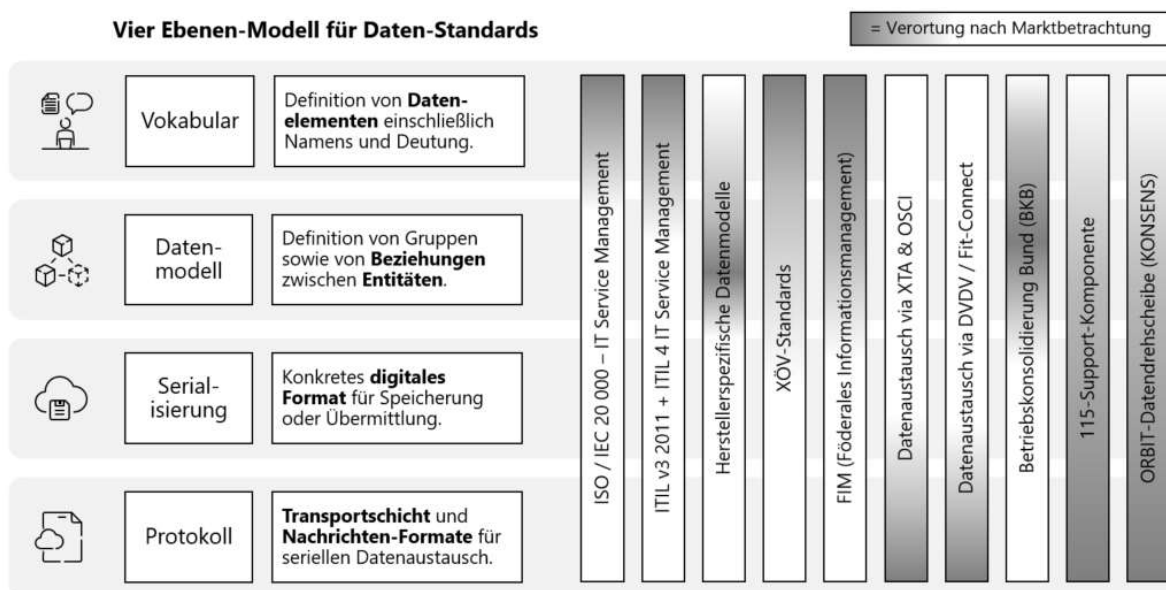 Vier Ebenen-Modell für Daten-Standards
= Verortung nach Marktbetrachtung
Vokabular
Definition von Daten-
elementen einschließlich
Namens und Deutung.
Daten-
modell
Definition von Gruppen
sowie von Beziehungen
zwischen Entitäten.
Serial-
isierung
Konkretes digitales
Format für Speicherung
oder Übermittlung.
Protokoll
Transportschicht und
Nachrichten-Formate für
seriellen Datenaustausch.
ISO / IEC 20 000 – IT Service Management
ITIL v3 2011 + ITIL 4 IT Service Management
Herstellerspezifische Datenmodelle
XÖV-Standards
FIM (Föderales Informationsmanagement)
Datenaustausch via XTA & OSCI
Datenaustausch via DVDV / Fit-Connect
Betriebskonsolidierung Bund (BKB)
115-Support-Komponente
ORBIT-Datendrehscheibe (KONSENS)